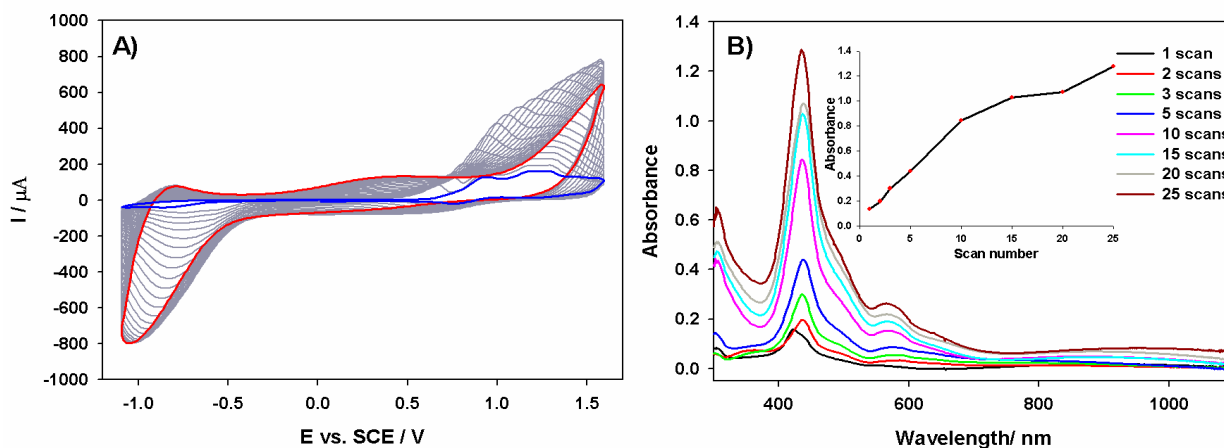 A)
1000
800
600
400
200
0
-200
-400
-600
-800
-1000
I / μA
-1.0 -0.5 0.0 0.5 1.0 1.5
E vs. SCE / V
B)
1.4
1.2
1.0
0.8
0.6
0.4
0.2
0.0
Absorbance
400 600 800 1000
Wavelength/ nm
1.4
1.2
1.0
0.8
0.6
0.4
0.2
0.0
Absorbance
0 5 10 15 20 25
Scan number
1 scan
2 scans
3 scans
5 scans
10 scans
15 scans
20 scans
25 scans